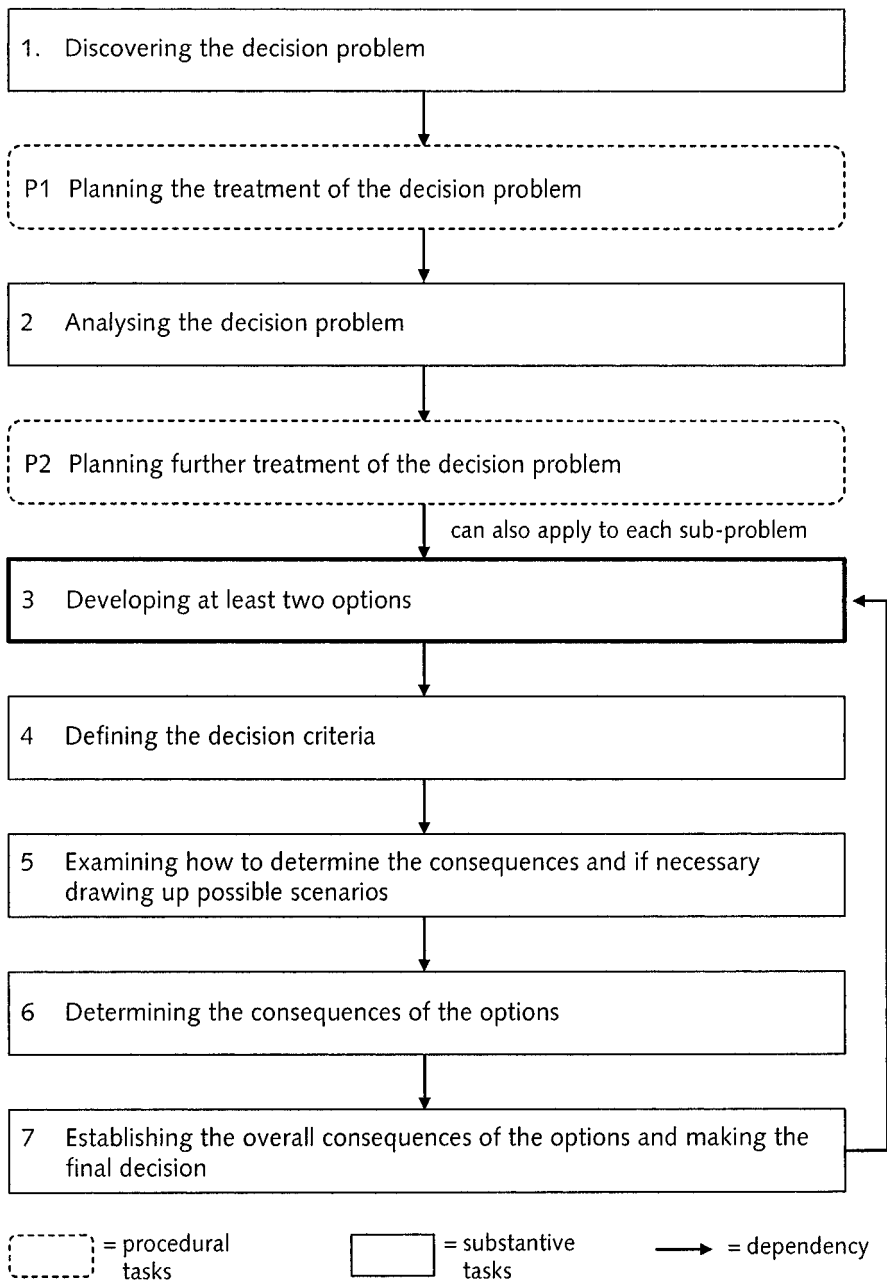 1. Discovering the decision problem
P1 Planning the treatment of the decision problem
2 Analysing the decision problem
P2 Planning further treatment of the decision problem
can also apply to each sub-problem
3 Developing at least two options
4 Defining the decision criteria
5 Examining how to determine the consequences and if necessary
drawing up possible scenarios
6 Determining the consequences of the options
7 Establishing the overall consequences of the options and making the
final decision
= procedural
tasks
= substantive
tasks
= dependency